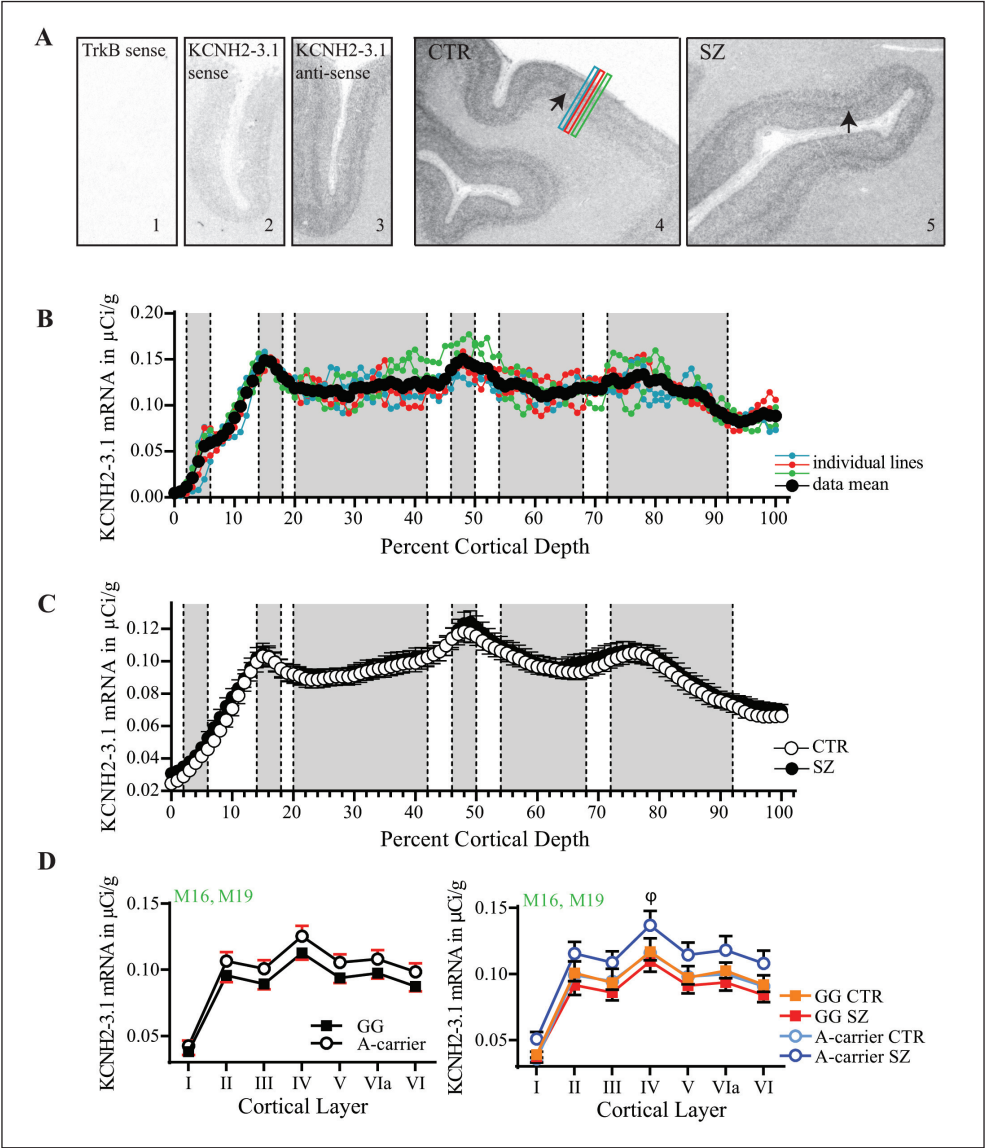 A
TrkB sense
1
KCNH2-3.1
sense
2
KCNH2-3.1
anti-sense
3
CTR
4
SZ
5
B
KCNH2-3.1 mRNA in µCi/g
0.20
0.15
0.10
0.05
0.00
0 10 20 30 40 50 60 70 80 90 100
Percent Cortical Depth
individual lines
data mean
C
KCNH2-3.1 mRNA in µCi/g
0.12
0.10
0.08
0.06
0.04
0.02
0 10 20 30 40 50 60 70 80 90 100
Percent Cortical Depth
CTR
SZ
D
KCNH2-3.1 mRNA in µCi/g
M16, M19
0.15
0.10
0.05
I II III IV V VIa VI
Cortical Layer
GG
A-carrier
KCNH2-3.1 mRNA in µCi/g
M16, M19
φ
0.15
0.10
0.05
I II III IV V VIa VI
Cortical Layer
GG CTR
GG SZ
A-carrier CTR
A-carrier SZ